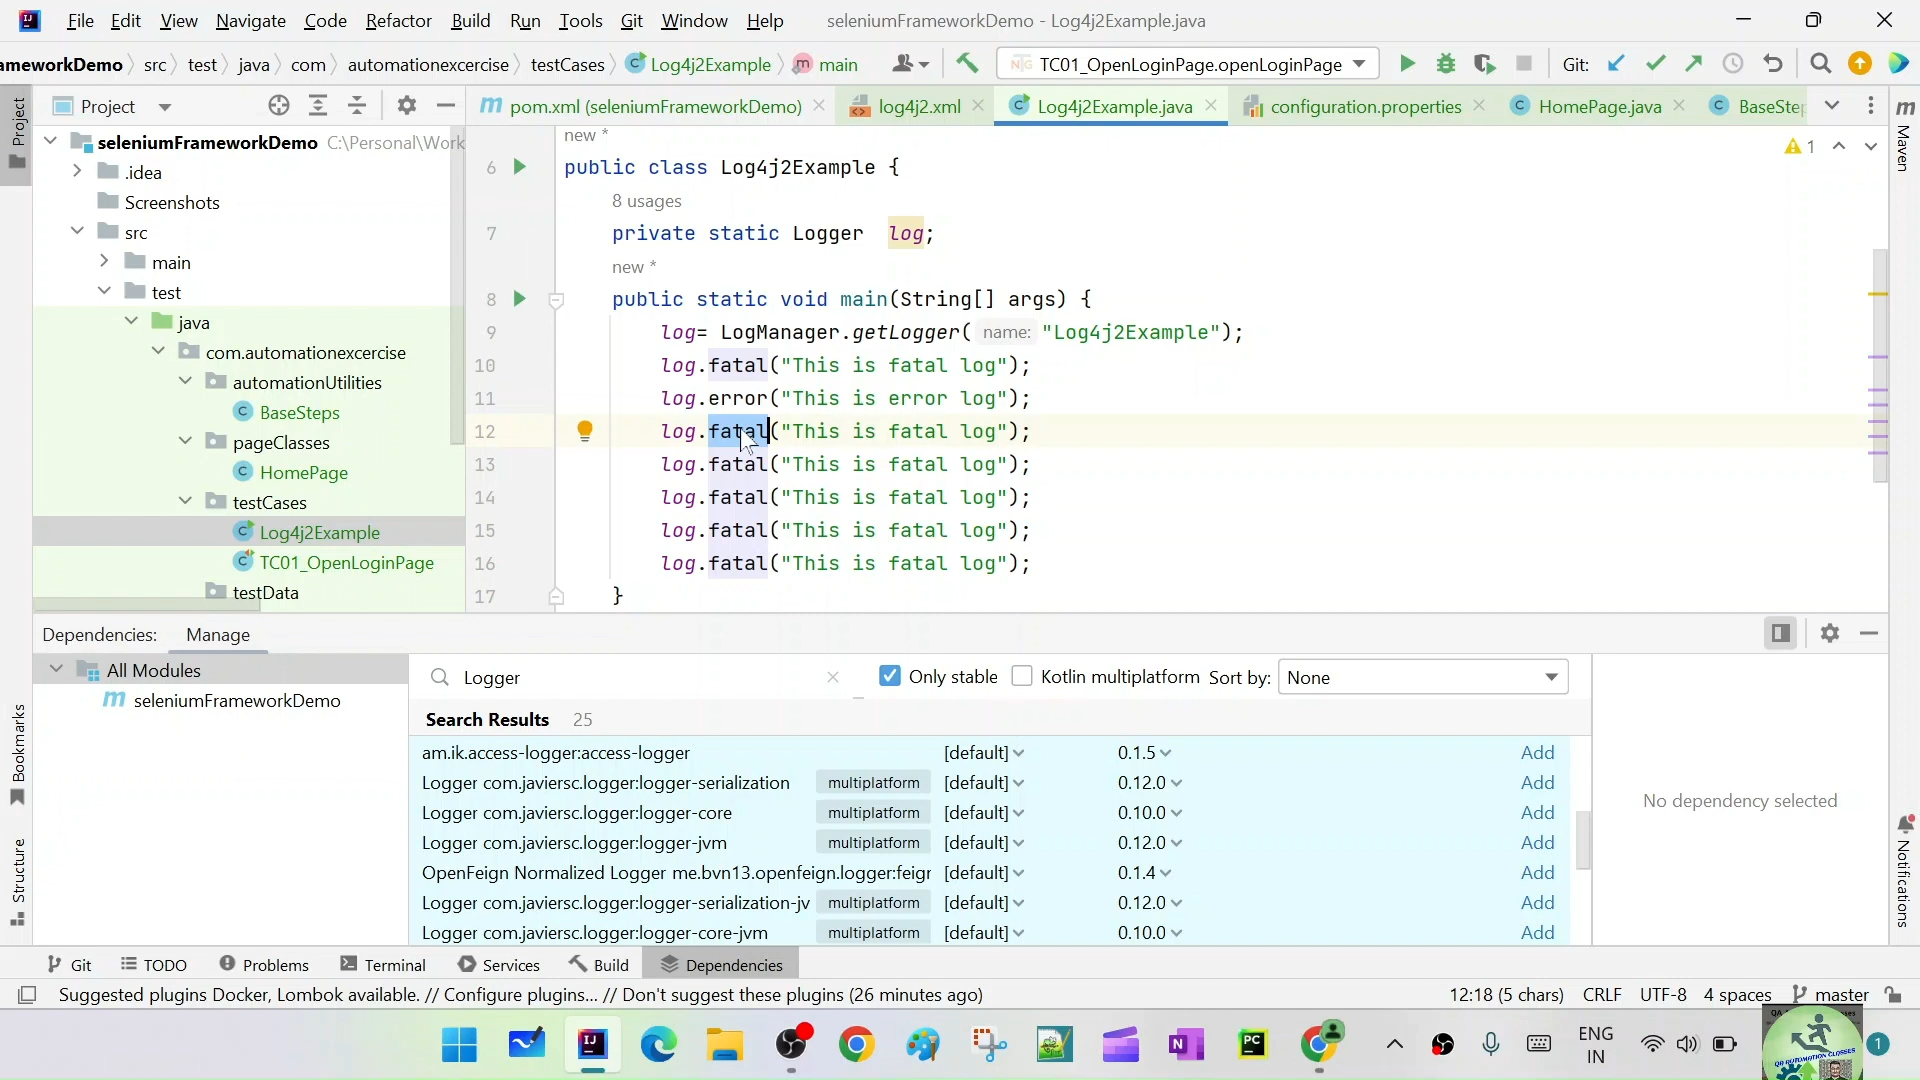 File Edit View Navigate Code Refactor Build Run Tools Git Window Help seleniumFrameworkDemo - Log4j2Example.java
ameworkDemo src test java com automationexcercise testCases Log4j2Example main TC01_OpenLoginPage.openLoginPage Git:
Project pom.xml (seleniumFrameworkDemo) log4j2.xml Log4j2Example.java configuration.properties HomePage.java BaseStep
Project
Maven
seleniumFrameworkDemo C:\Personal\Work
.idea
Screenshots
src
main
test
java
com.automationexcercise
automationUtilities
BaseSteps
pageClasses
HomePage
testCases
Log4j2Example
TC01_OpenLoginPage
testData
1
new *
6 public class Log4j2Example {
8 usages
7 private static Logger log;
new *
8 public static void main(String[] args) {
9 log= LogManager.getLogger( name: "Log4j2Example");
10 log.fatal("This is fatal log");
11 log.error("This is error log");
12 log.fatal("This is fatal log");
13 log.fatal("This is fatal log");
14 log.fatal("This is fatal log");
15 log.fatal("This is fatal log");
16 log.fatal("This is fatal log");
17 }
Dependencies: Manage
All Modules
seleniumFrameworkDemo
Logger Only stable Kotlin multiplatform Sort by: None
Search Results 25
am.ik.access-logger:access-logger [default] 0.1.5 Add
Logger com.javiersc.logger:logger-serialization multiplatform [default] 0.12.0 Add
Logger com.javiersc.logger:logger-core multiplatform [default] 0.10.0 Add
Logger com.javiersc.logger:logger-jvm multiplatform [default] 0.12.0 Add
OpenFeign Normalized Logger me.bvn13.openfeign.logger:feigr [default] 0.1.4 Add
Logger com.javiersc.logger:logger-serialization-jv multiplatform [default] 0.12.0 Add
Logger com.javiersc.logger:logger-core-jvm multiplatform [default] 0.10.0 Add
No dependency selected
Bookmarks
Structure
Notifications
Git TODO Problems Terminal Services Build Dependencies
Suggested plugins Docker, Lombok available. // Configure plugins... // Don't suggest these plugins (26 minutes ago) 12:18 (5 chars) CRLF UTF-8 4 spaces master
ENG
IN
QA AUTOMATION CLASSES
1